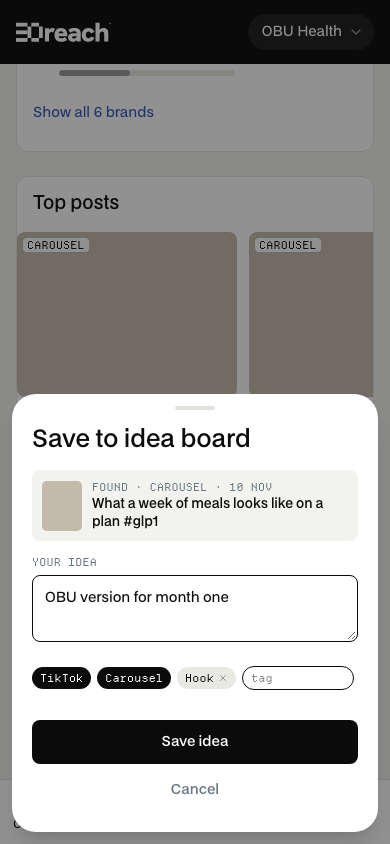 reach
OBU Health
Show all 6 brands
Top posts
CAROUSEL
CAROUSEL
Save to idea board
FOUND · CAROUSEL · 10 NOV
What a week of meals looks like on a
plan #glp1
YOUR IDEA
OBU version for month one
TikTok
Carousel
Hook ×
tag
Save idea
Cancel